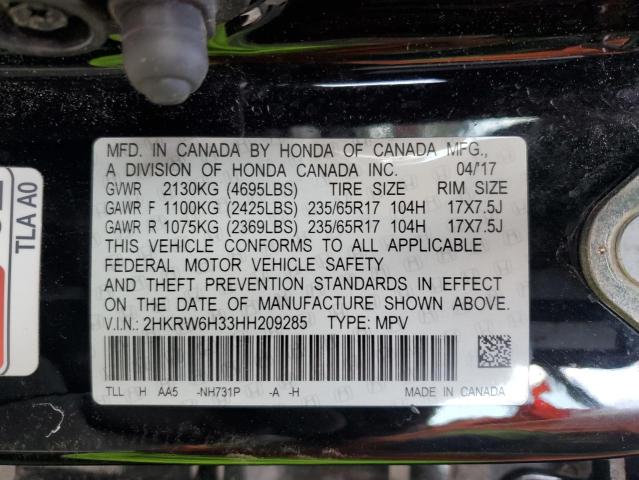 MFD. IN CANADA BY HONDA OF CANADA MFG.,
A DIVISION OF HONDA CANADA INC. 04/'17
GVWR 2130KG (4695LBS) TIRE SIZE RIM SIZE
GAWR F 1100KG (2425LBS) 235/65R17 104H 17X7.5J
GAWR R 1075KG (2369LBS) 235/65R17 104H 17X7.5J
THIS VEHICLE CONFORMS TO ALL APPLICABLE
FEDERAL MOTOR VEHICLE SAFETY
AND THEFT PREVENTION STANDARDS IN EFFECT
ON THE DATE OF MANUFACTURE SHOWN ABOVE.
V.I.N.: 2HKRW6H33HH209285 TYPE: MPV
TLL H AA5 -NH731P -A -H MADE IN CANADA
TLA A0